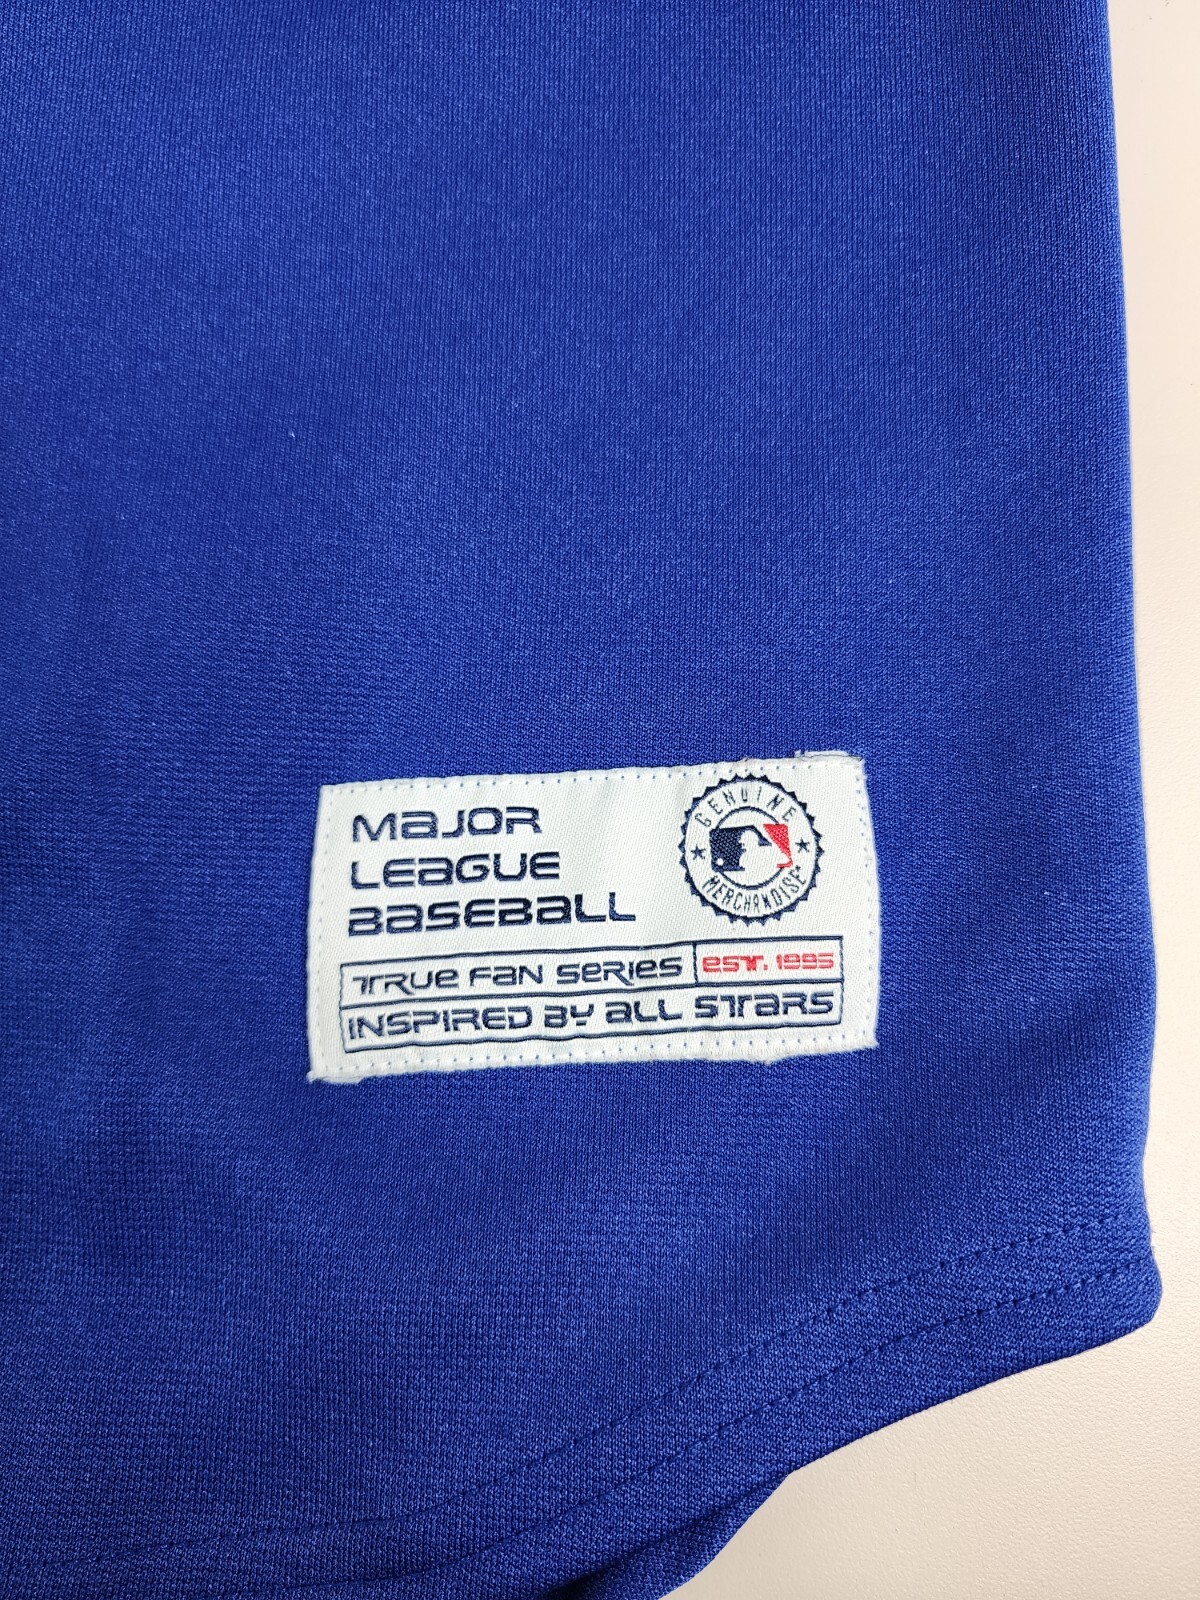 MAJOR
LEAGUE
BASEBALL
GENUINE
MERCHANDISE
TRUE FAN SERIES EST. 1995
INSPIRED BY ALL STARS